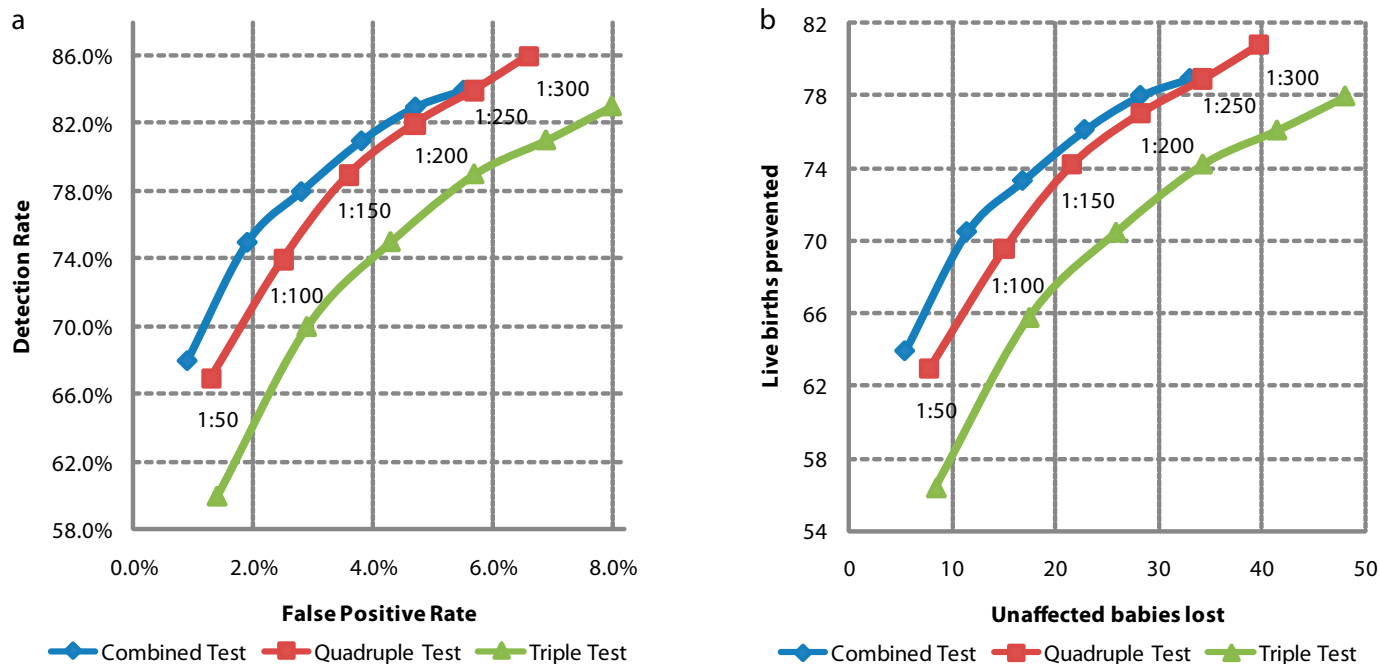 a
Detection Rate
86.0%
82.0%
78.0%
74.0%
70.0%
66.0%
62.0%
58.0%
0.0% 2.0% 4.0% 6.0% 8.0%
False Positive Rate
1:300
1:250
1:200
1:150
1:100
1:50
Combined Test Quadruple Test Triple Test
b
Live births prevented
82
78
74
70
66
62
58
54
0 10 20 30 40 50
Unaffected babies lost
1:300
1:250
1:200
1:150
1:100
1:50
Combined Test Quadruple Test Triple Test